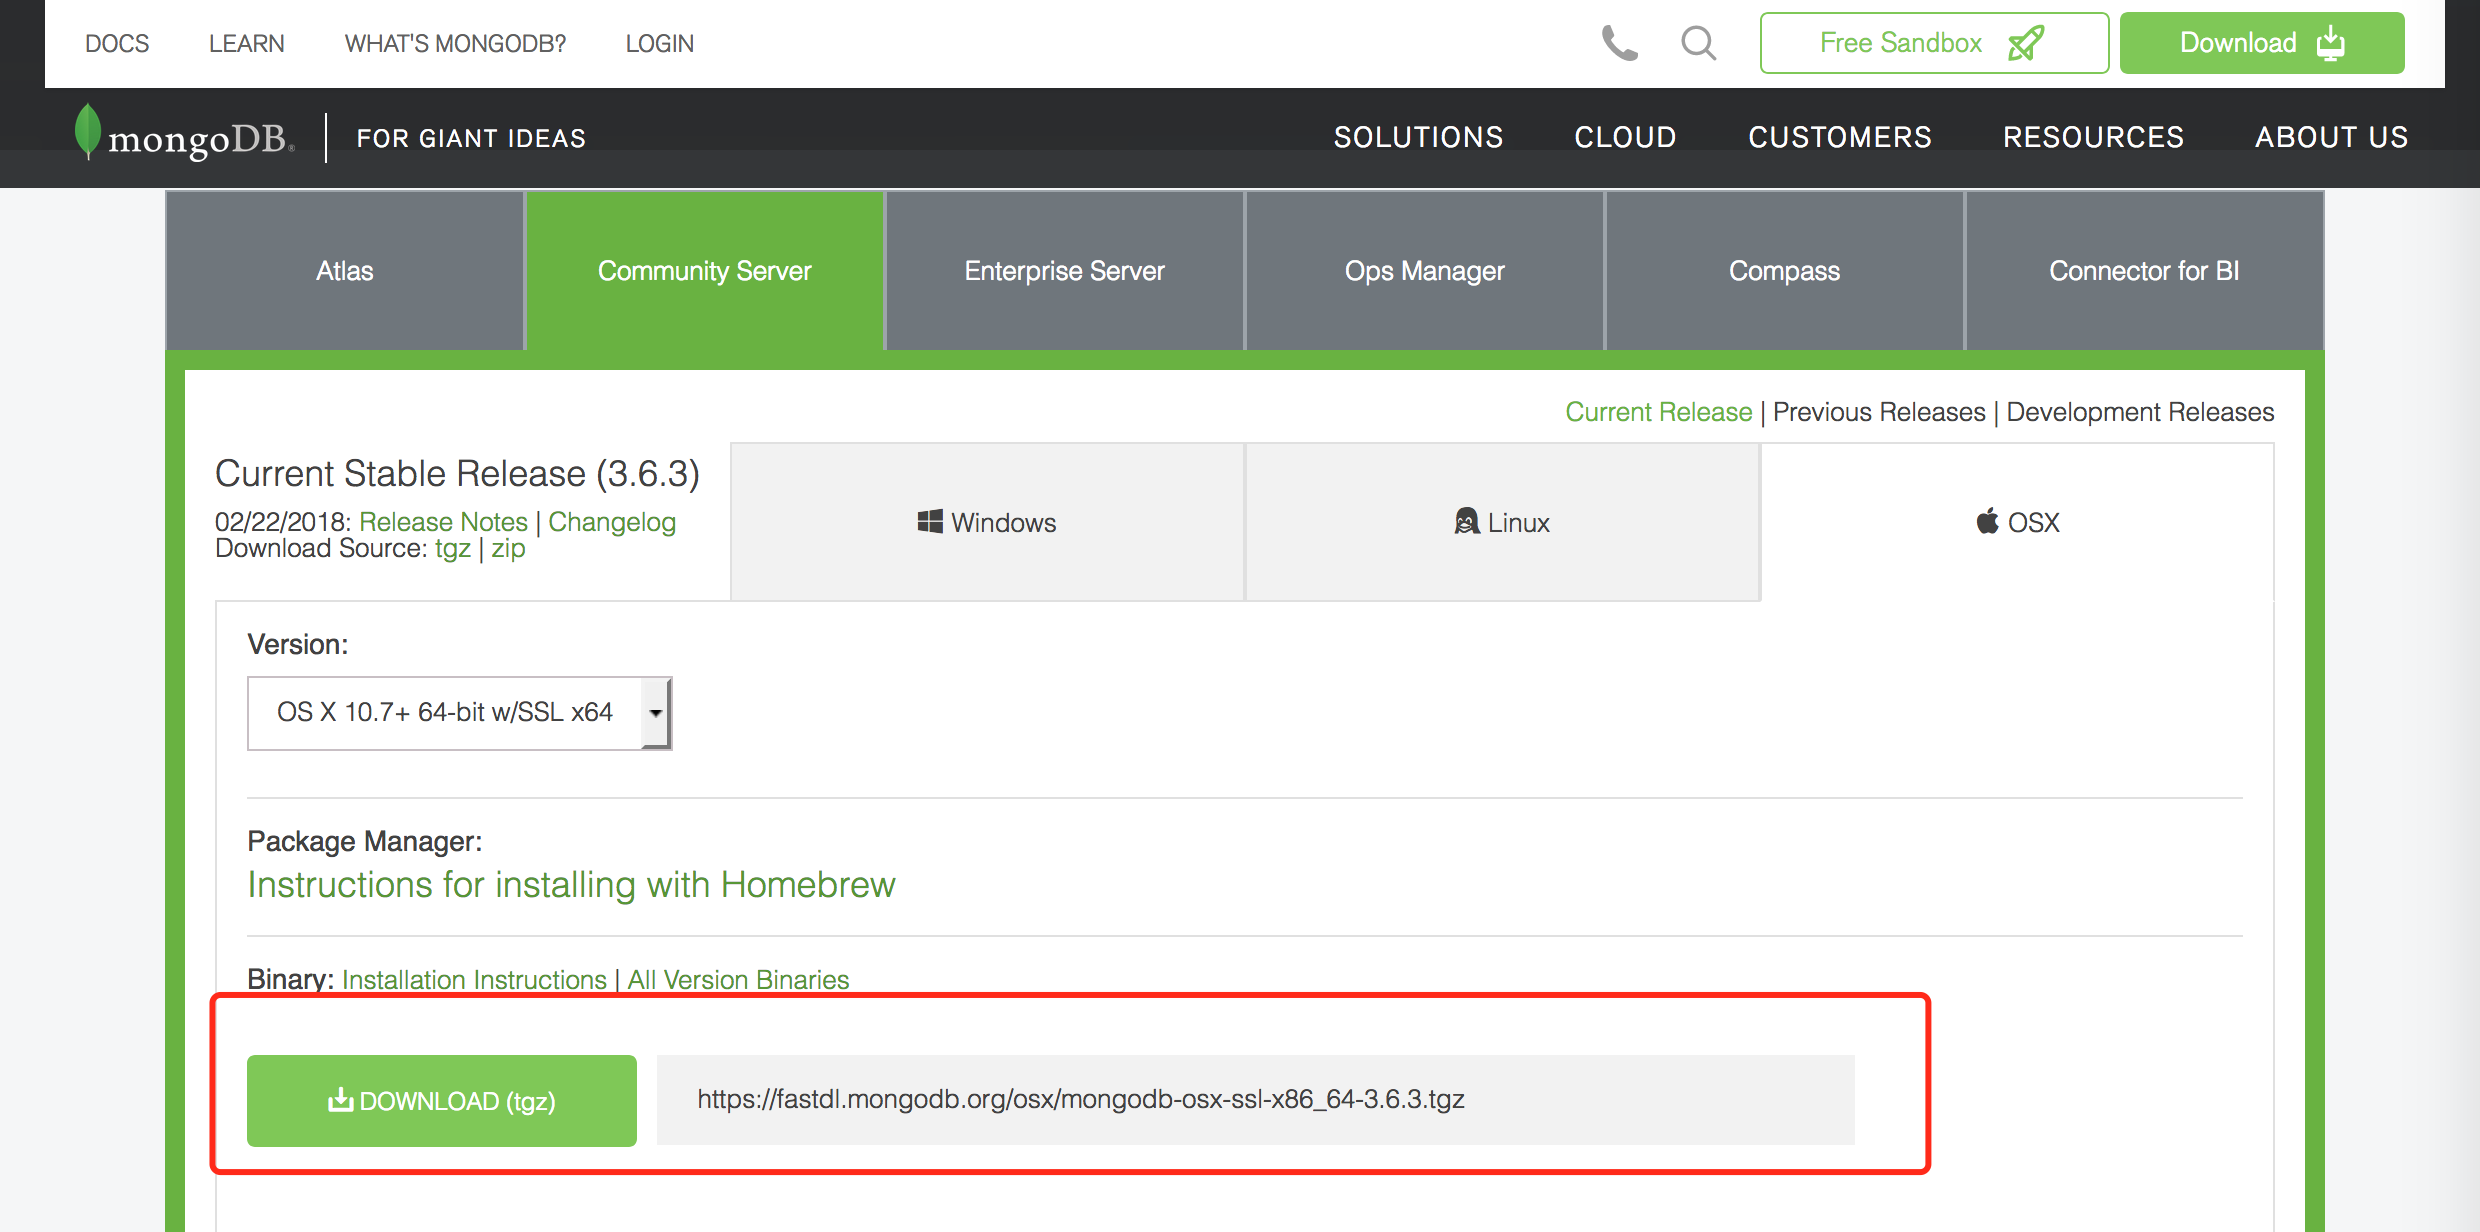 DOCS LEARN WHAT'S MONGODB? LOGIN Free Sandbox Download
mongoDB® FOR GIANT IDEAS SOLUTIONS CLOUD CUSTOMERS RESOURCES ABOUT US
Atlas Community Server Enterprise Server Ops Manager Compass Connector for BI
Current Release | Previous Releases | Development Releases
Current Stable Release (3.6.3)
02/22/2018: Release Notes | Changelog
Download Source: tgz | zip
Windows Linux OSX
Version:
OS X 10.7+ 64-bit w/SSL x64
Package Manager:
Instructions for installing with Homebrew
Binary: Installation Instructions | All Version Binaries
DOWNLOAD (tgz) https://fastdl.mongodb.org/osx/mongodb-osx-ssl-x86_64-3.6.3.tgz